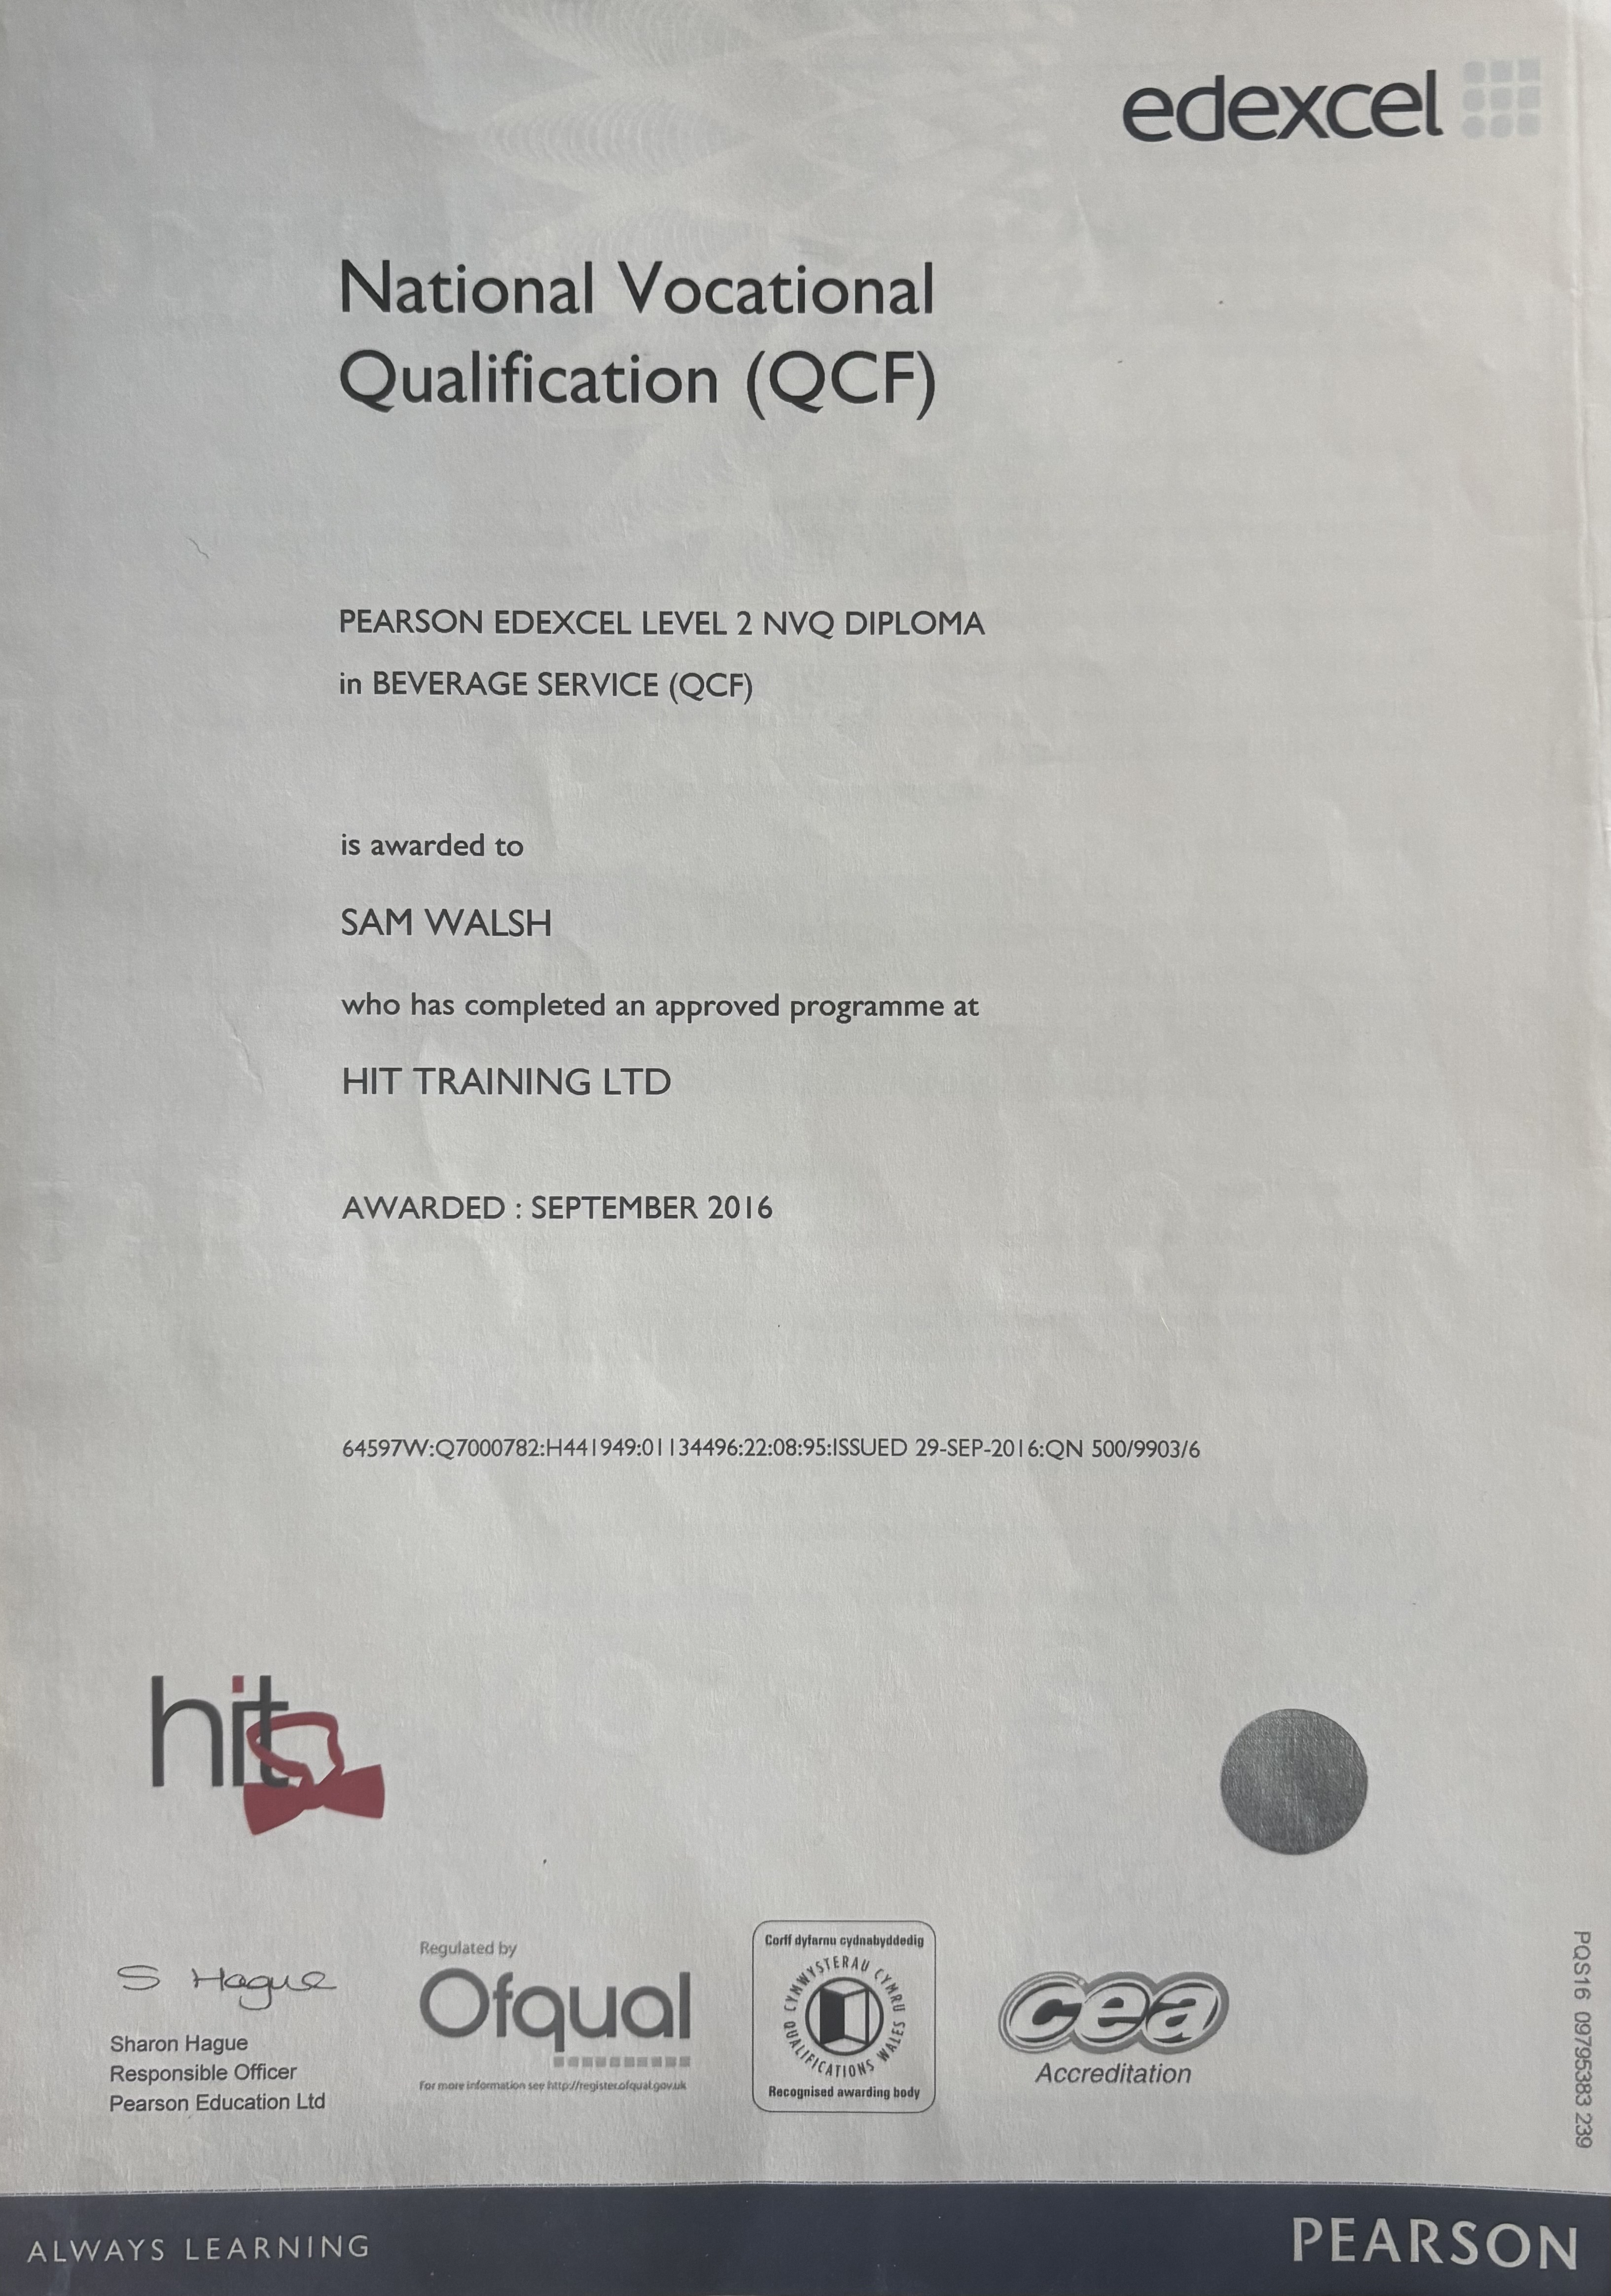 edexcel
National Vocational
Qualification (QCF)
PEARSON EDEXCEL LEVEL 2 NVQ DIPLOMA
in BEVERAGE SERVICE (QCF)
is awarded to
SAM WALSH
who has completed an approved programme at
HIT TRAINING LTD
AWARDED : SEPTEMBER 2016
64597W:Q7000782:H441949:01134496:22:08:95:ISSUED 29-SEP-2016:QN 500/9903/6
hit
S Hague
Sharon Hague
Responsible Officer
Pearson Education Ltd
Regulated by
Ofqual
For more information see http://register.ofqual.gov.uk
Corff dyfarnu cydnabyddedig
CYMWYSTERAU CYMRU
QUALIFICATIONS WALES
Recognised awarding body
cea
Accreditation
PQS16 09795383 239
ALWAYS LEARNING
PEARSON